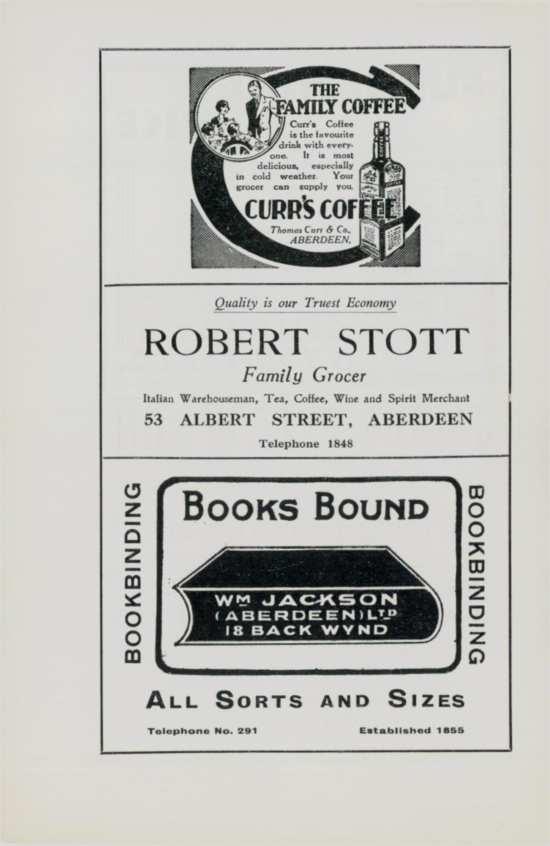 THE
FAMILY COFFEE
Curr's Coffee
is the favourite
drink with every-
one. It is most
delicious, especially
in cold weather. Your
grocer can supply you.
CURR'S COFFEE
Thomas Curr & Co.,
ABERDEEN.
Quality is our Truest Economy
ROBERT STOTT
Family Grocer
Italian Warehouseman, Tea, Coffee, Wine and Spirit Merchant
53 ALBERT STREET, ABERDEEN
Telephone 1848
BOOKBINDING
BOOKS BOUND
WM JACKSON
(ABERDEEN) LTD
18 BACK WYND
BOOKBINDING
ALL SORTS AND SIZES
Telephone No. 291 Established 1855